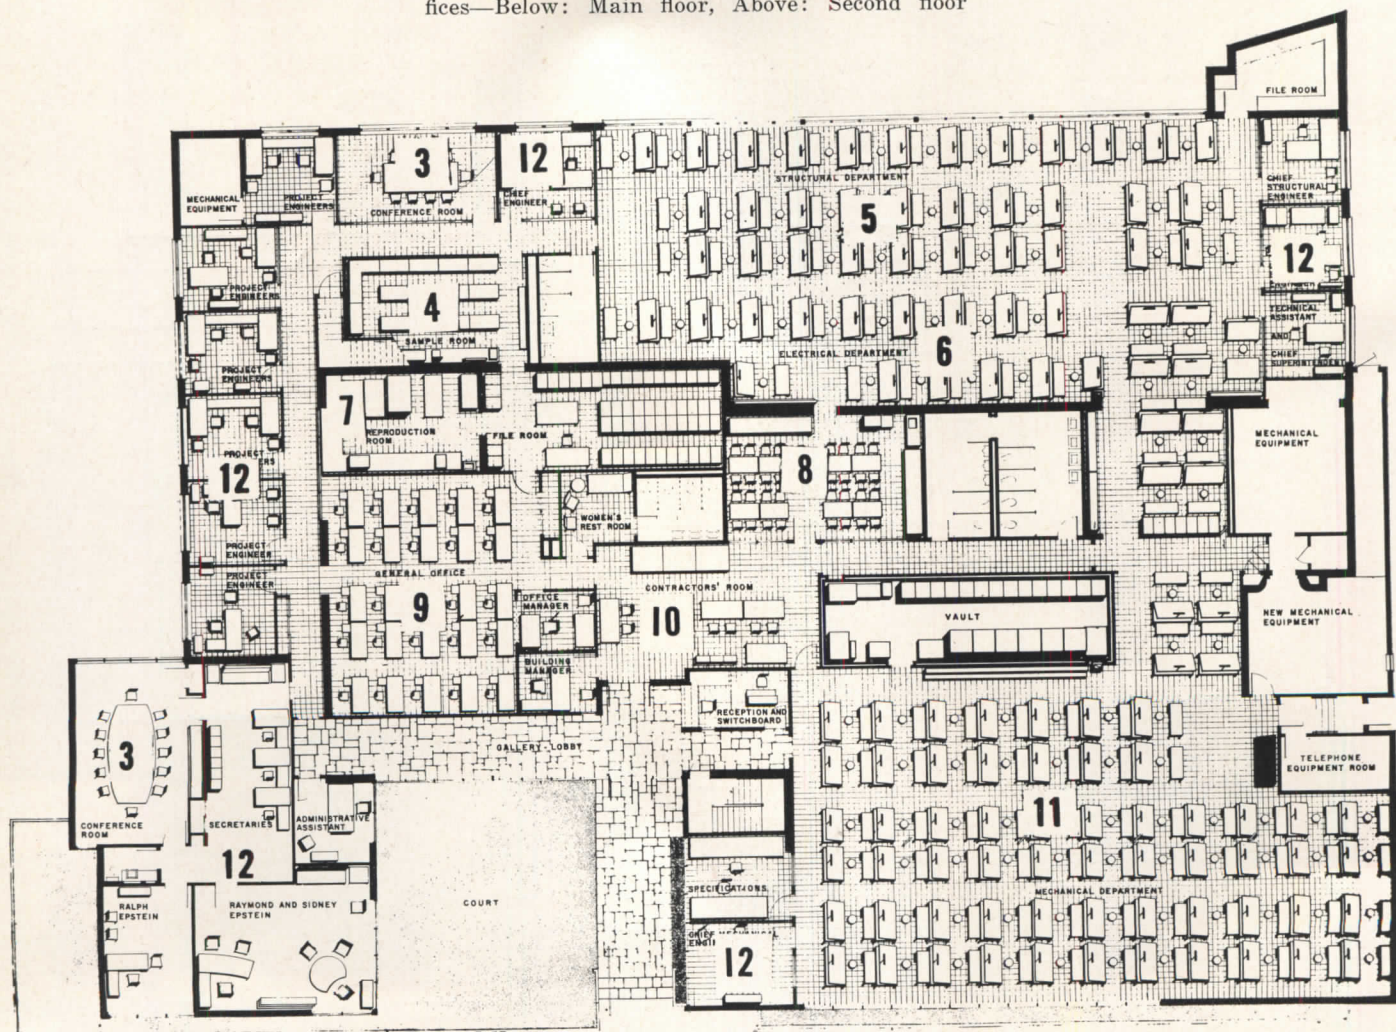 fices—Below: Main floor, Above: Second floor
FILE ROOM
3
12
MECHANICAL
EQUIPMENT
PROJECT
ENGINEERS
CONFERENCE ROOM
CHIEF
ENGINEER
STRUCTURAL DEPARTMENT
5
CHIEF
STRUCTURAL
ENGINEER
12
PROJECT
ENGINEERS
4
SAMPLE ROOM
TECHNICAL
ASSISTANT
AND
CHIEF
SUPERINTENDENT
ELECTRICAL DEPARTMENT
6
PROJECT
ENGINEERS
7
REPRODUCTION
ROOM
FILE ROOM
MECHANICAL
EQUIPMENT
8
PROJECT
12
WOMEN'S
REST ROOM
PROJECT
ENGINEER
PROJECT
ENGINEER
GENERAL OFFICE
9
OFFICE
MANAGER
CONTRACTORS' ROOM
10
VAULT
NEW MECHANICAL
EQUIPMENT
BUILDING
MANAGER
RECEPTION AND
SWITCHBOARD
GALLERY-LOBBY
3
TELEPHONE
EQUIPMENT ROOM
CONFERENCE
ROOM
SECRETARIES
ADMINISTRATIVE
ASSISTANT
11
12
SPECIFICATIONS
MECHANICAL DEPARTMENT
RALPH
EPSTEIN
RAYMOND AND SIDNEY
EPSTEIN
COURT
CHIEF
12